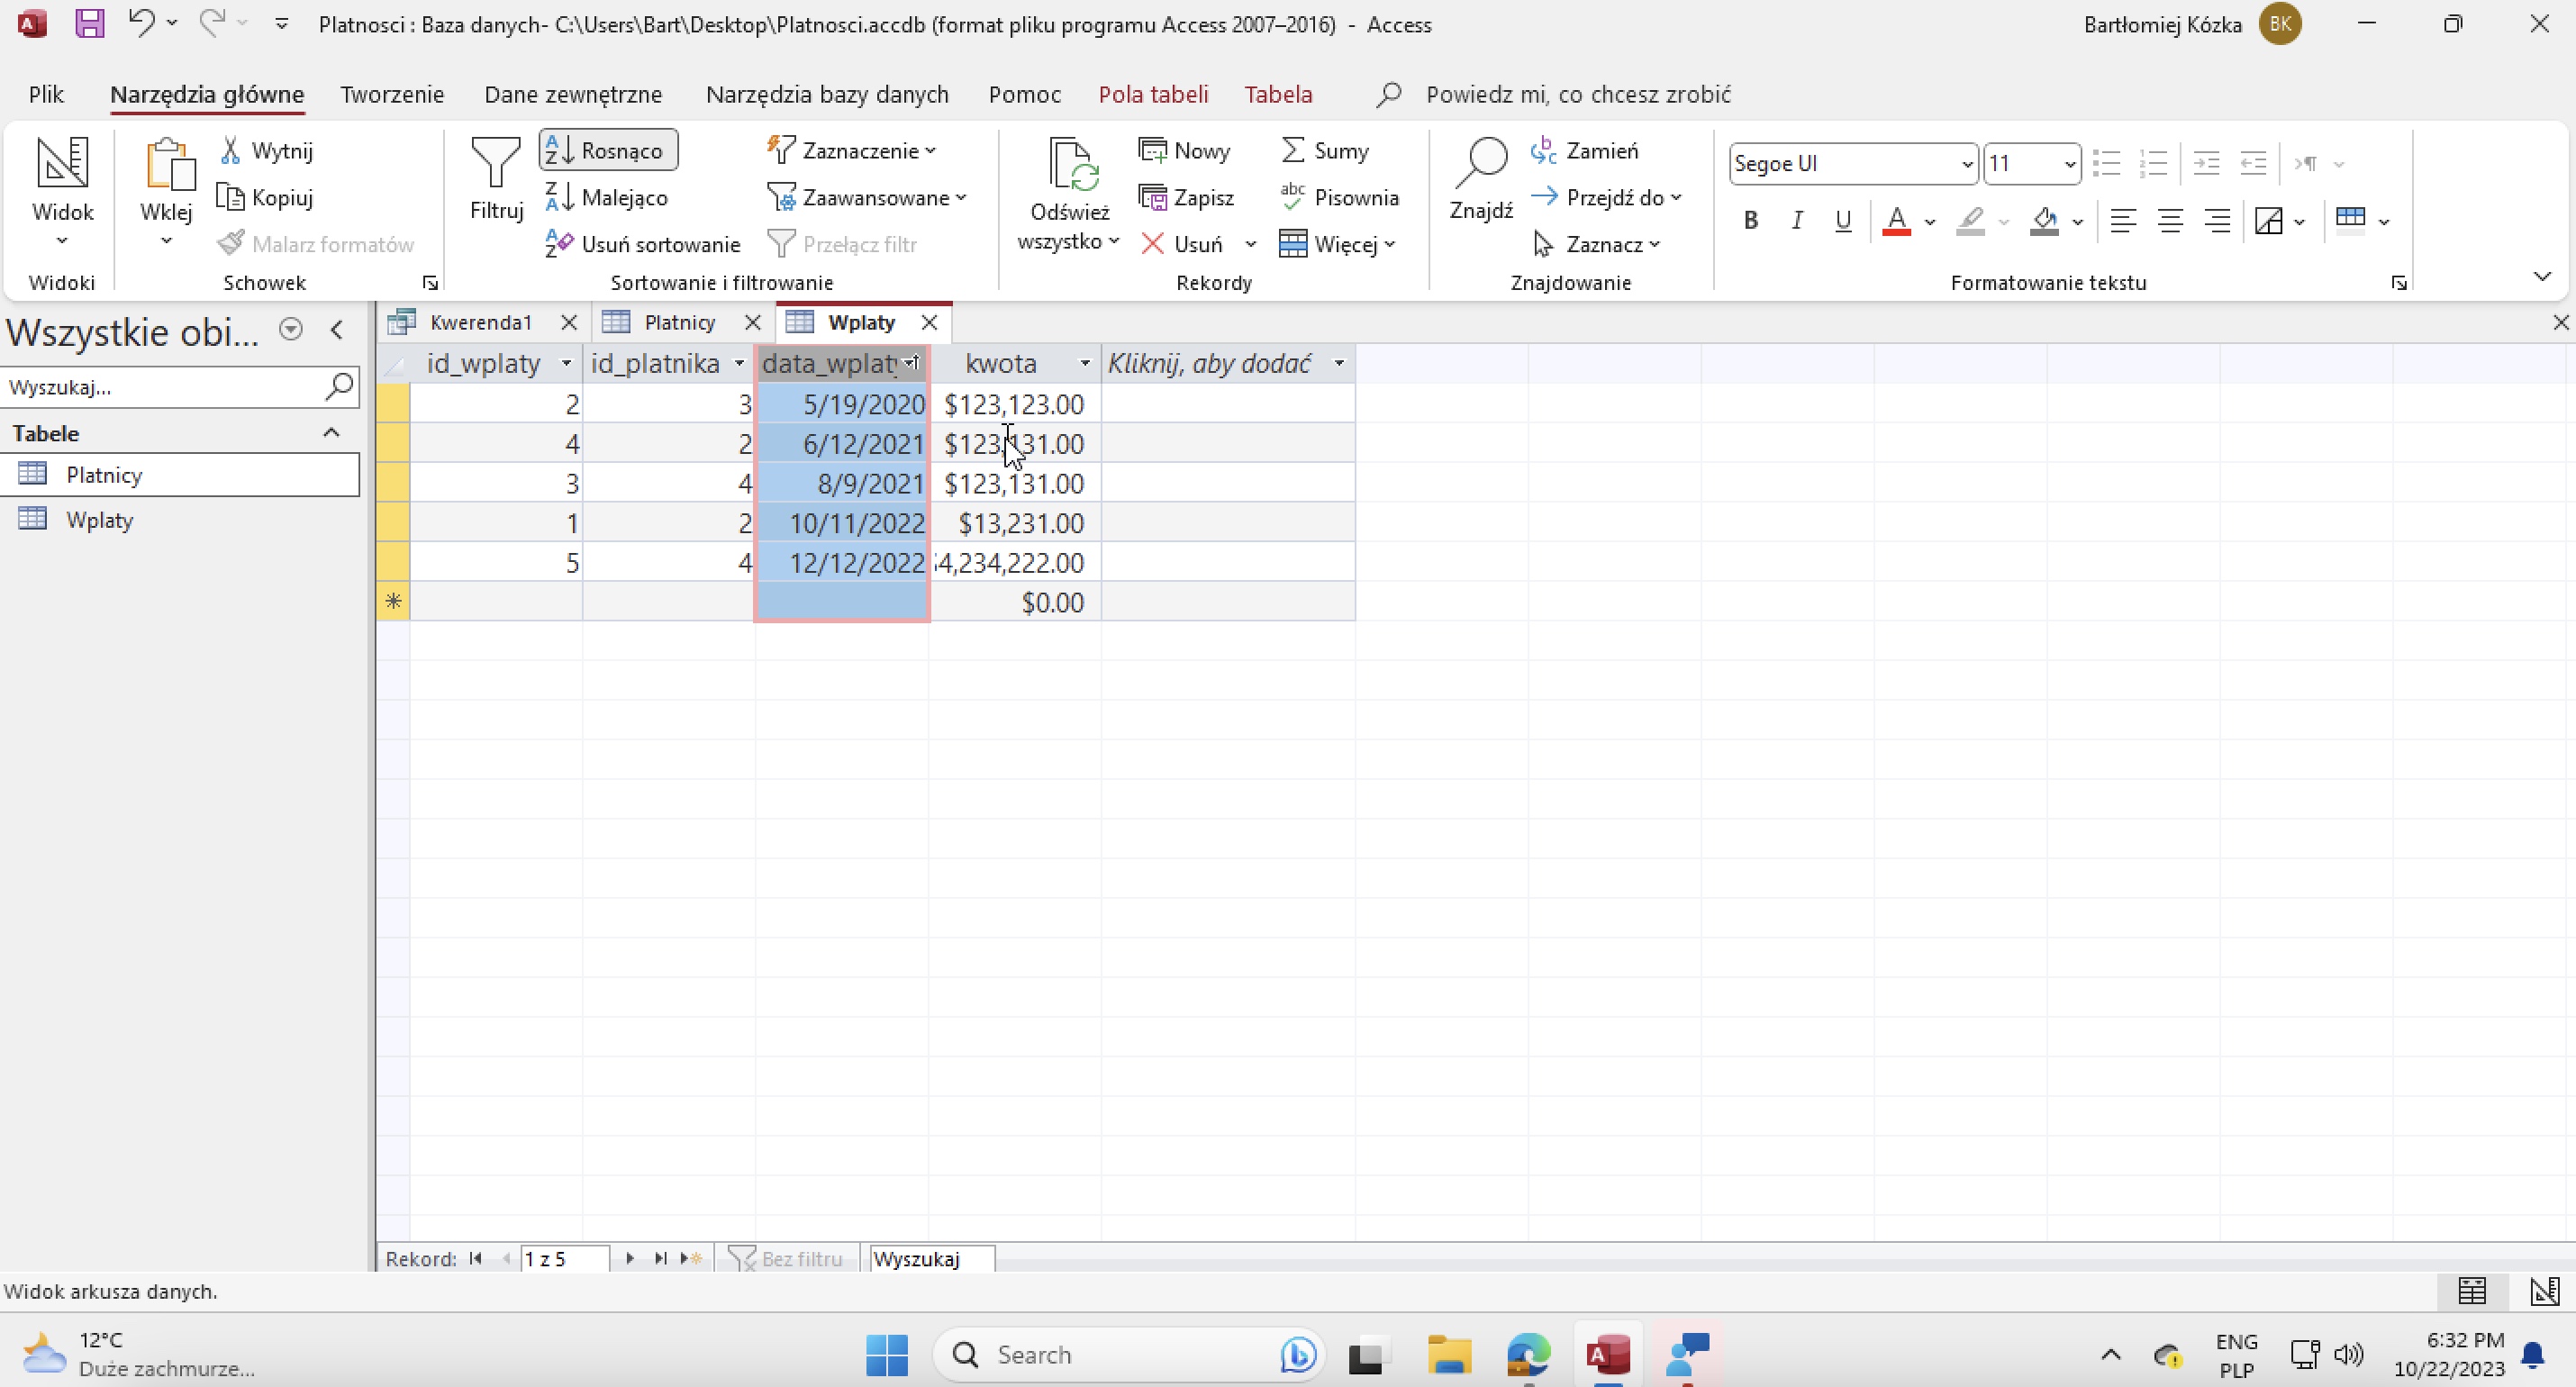 Platnosci : Baza danych- C:\Users\Bart\Desktop\Platnosci.accdb (format pliku programu Access 2007–2016) - Access
Bartłomiej Kózka BK
Plik Narzędzia główne Tworzenie Dane zewnętrzne Narzędzia bazy danych Pomoc Pola tabeli Tabela Powiedz mi, co chcesz zrobić
Widok
Widoki
Wklej
Wytnij
Kopiuj
Malarz formatów
Schowek
Filtruj
Rosnąco
Malejąco
Usuń sortowanie
Zaznaczenie
Zaawansowane
Przełącz filtr
Sortowanie i filtrowanie
Odśwież
wszystko
Nowy
Zapisz
Usuń
Sumy
Pisownia
Więcej
Rekordy
Znajdź
Zamień
Przejdź do
Zaznacz
Znajdowanie
Segoe UI 11
B I U A
Formatowanie tekstu
Wszystkie obi...
Wyszukaj...
Tabele
Platnicy
Wplaty
Kwerenda1 Platnicy Wplaty
id_wplaty id_platnika data_wplaty kwota Kliknij, aby dodać
2 3 5/19/2020 $123,123.00
4 2 6/12/2021 $123,131.00
3 4 8/9/2021 $123,131.00
1 2 10/11/2022 $13,231.00
5 4 12/12/2022 4,234,222.00
$0.00
Rekord: 1 z 5 Bez filtru Wyszukaj
Widok arkusza danych.
12°C
Duże zachmurze...
Search
ENG
PLP
6:32 PM
10/22/2023